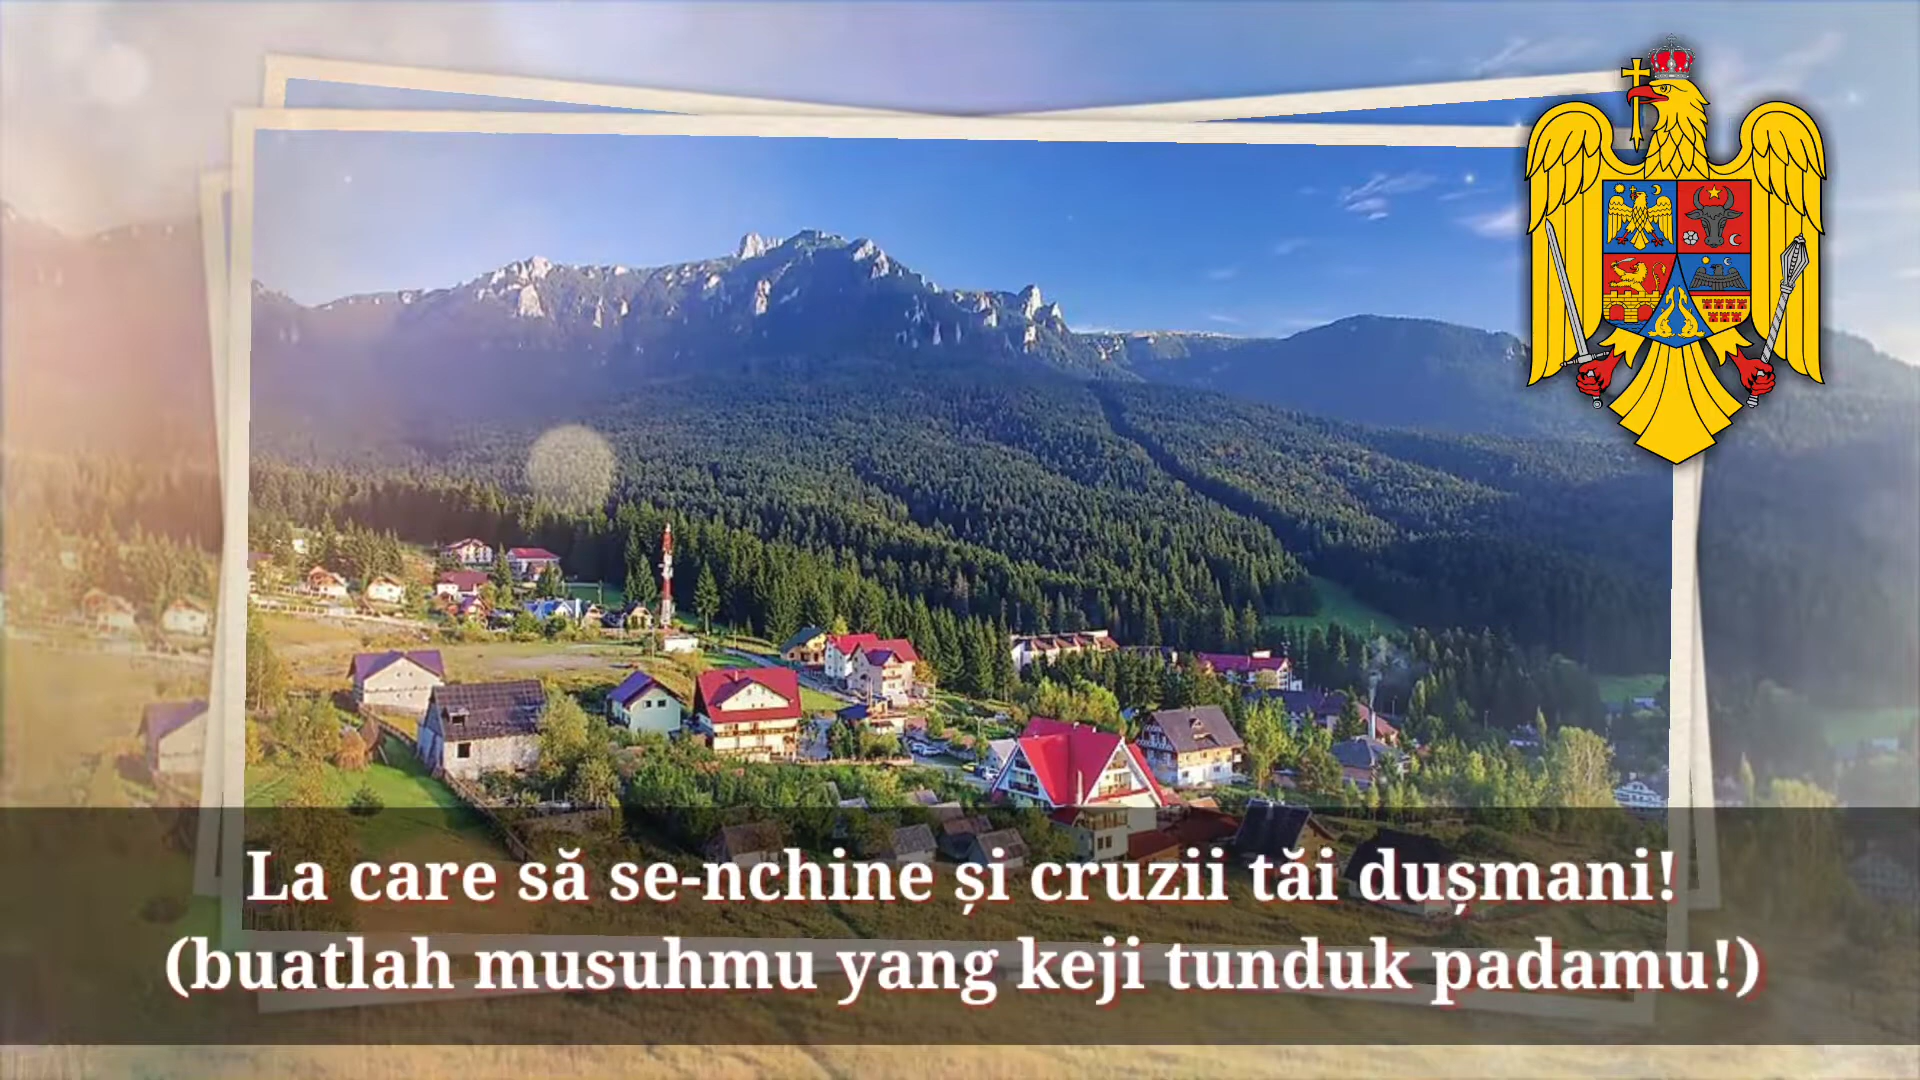 La care să se-nchine și cruzii tăi dușmani!
(buatlah musuhmu yang keji tunduk padamu!)